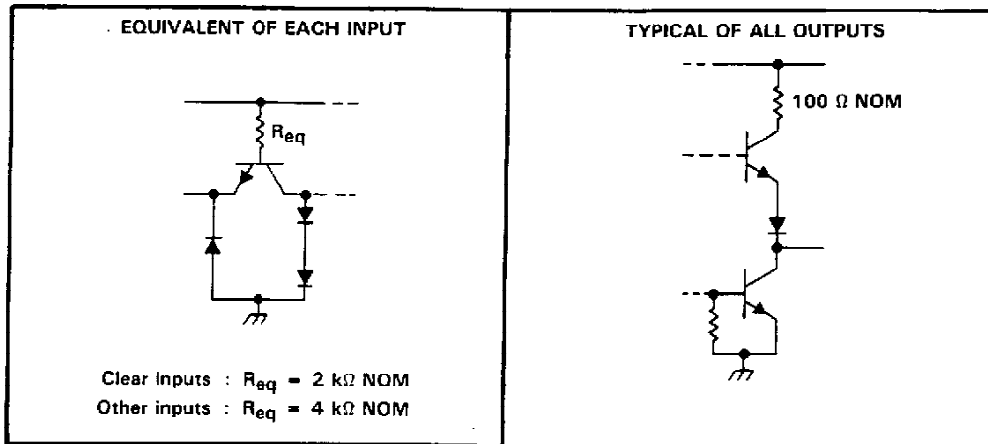 EQUIVALENT OF EACH INPUT
Req
Clear inputs : Req = 2 kΩ NOM
Other inputs : Req = 4 kΩ NOM
TYPICAL OF ALL OUTPUTS
100 Ω NOM